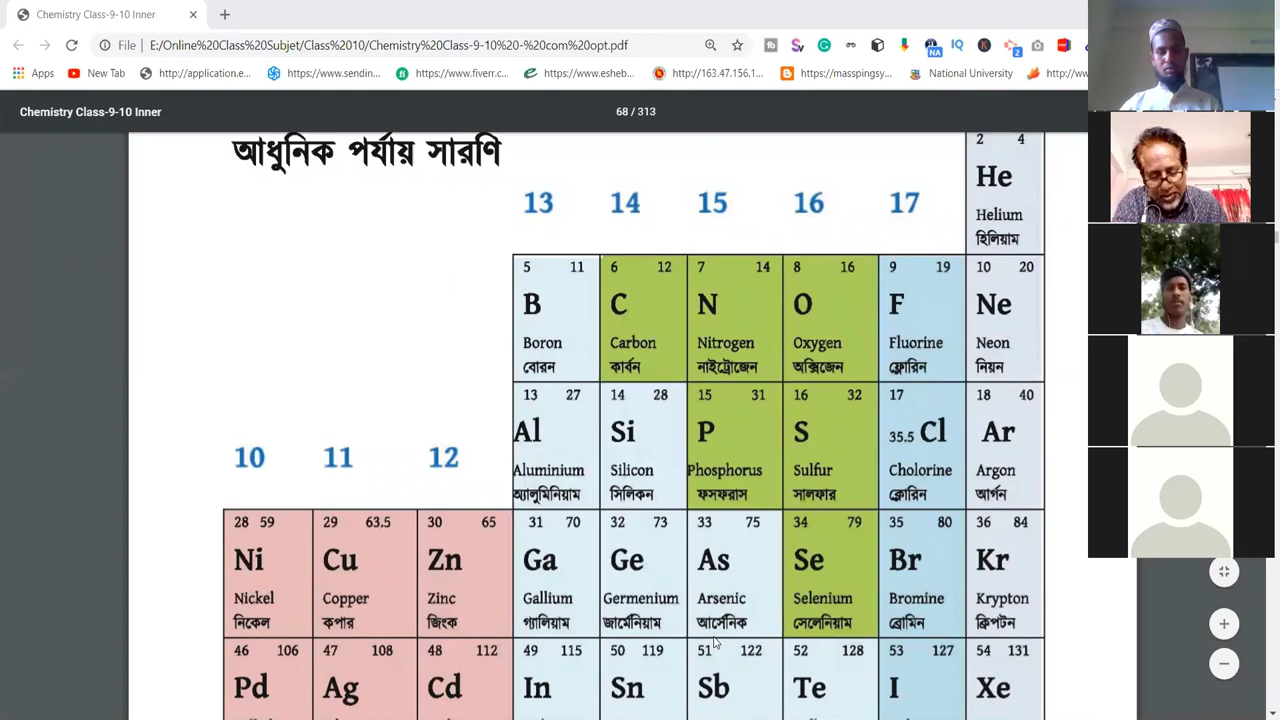 Chemistry Class-9-10 Inner
File E:/Online%20Class%20Subjet/Class Ten/Chemistry%20Class-9-10%20-%20com%20opt.pdf
Apps New Tab http://application.e... https://www.sendin... https://www.fiverr.c... https://www.esheb... http://163.47.156.1... https://masspingsy... National University http://www
Chemistry Class-9-10 Inner 68 / 313
আধুনিক পর্যায় সারণি
2 4
He
Helium
হিলিয়াম
13 14 15 16 17
5 11 6 12 7 14 8 16 9 19 10 20
B C N O F Ne
Boron Carbon Nitrogen Oxygen Fluorine Neon
বোরন কার্বন নাইট্রোজেন অক্সিজেন ফ্লোরিন নিয়ন
13 27 14 28 15 31 16 32 17 18 40
Al Si P S 35.5 Cl Ar
10 11 12
Aluminium Silicon Phosphorus Sulfur Cholorine Argon
অ্যালুমিনিয়াম সিলিকন ফসফরাস সালফার ক্লোরিন আর্গন
28 59 29 63.5 30 65 31 70 32 73 33 75 34 79 35 80 36 84
Ni Cu Zn Ga Ge As Se Br Kr
Nickel Copper Zinc Gallium Germenium Arsenic Selenium Bromine Krypton
নিকেল কপার জিংক গ্যালিয়াম জার্মেনিয়াম আর্সেনিক সেলেনিয়াম ব্রোমিন ক্রিপটন
46 106 47 108 48 112 49 115 50 119 51 122 52 128 53 127 54 131
Pd Ag Cd In Sn Sb Te I Xe